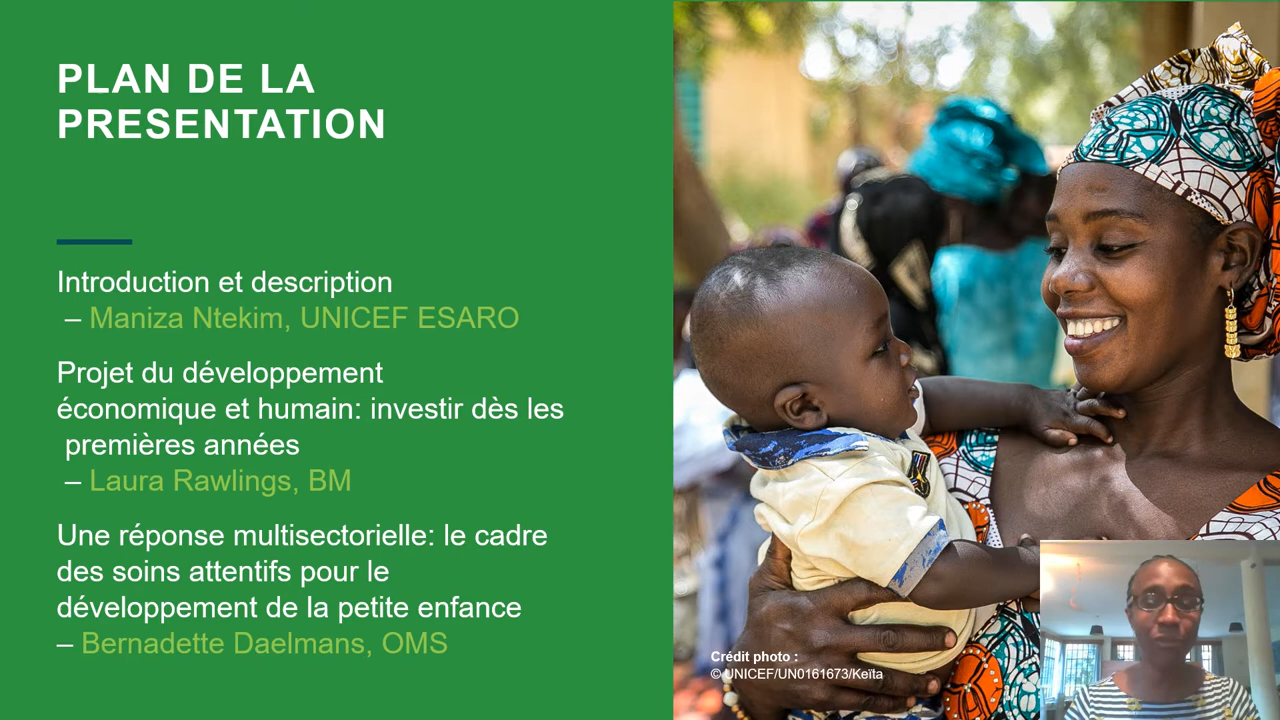 PLAN DE LA
PRESENTATION
Introduction et description
– Maniza Ntekim, UNICEF ESARO
Projet du développement
économique et humain: investir dès les
premières années
– Laura Rawlings, BM
Une réponse multisectorielle: le cadre
des soins attentifs pour le
développement de la petite enfance
– Bernadette Daelmans, OMS
Crédit photo :
© UNICEF/UN0161673/Keïta